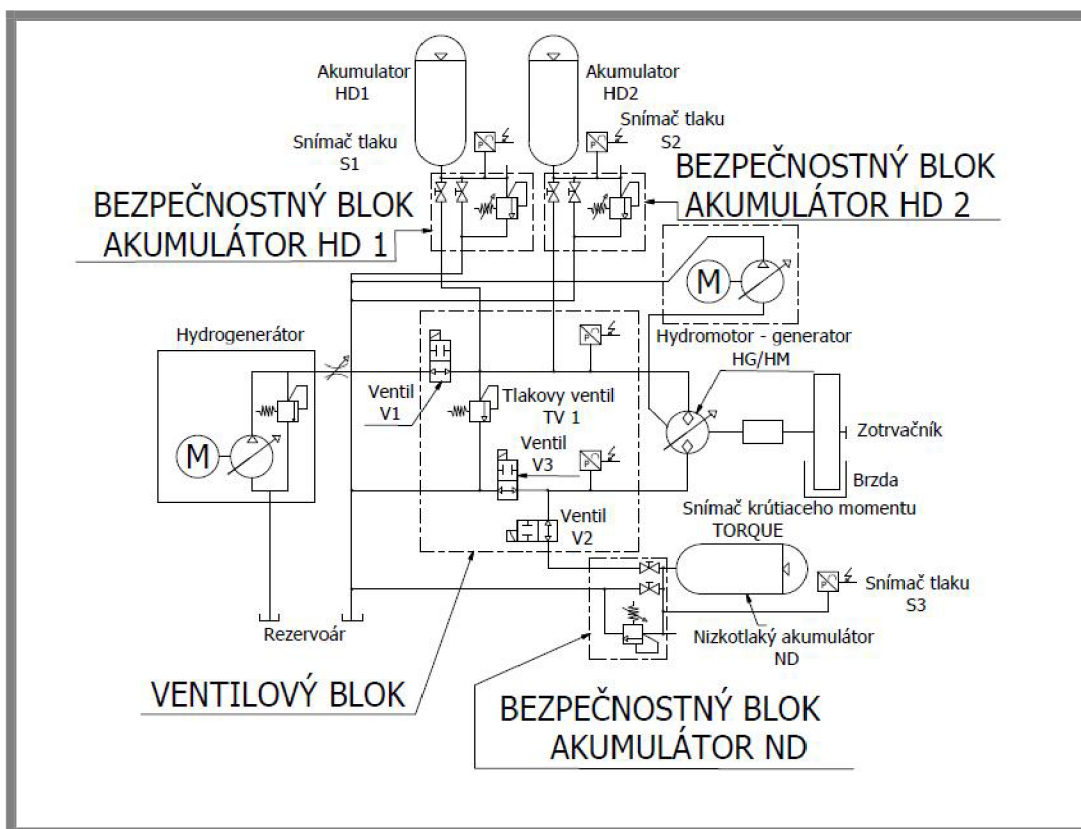 Akumulator
HD1
Akumulator
HD2
Snímač tlaku
S1
Snímač tlaku
S2
BEZPEČNOSTNÝ BLOK
AKUMULÁTOR HD 1
BEZPEČNOSTNÝ BLOK
AKUMULÁTOR HD 2
P
P
M
Hydrogenerátor
Hydromotor - generator
HG/HM
P
Ventil
V1
Tlakovy ventil
TV 1
Ventil
V3
P
M
Zotrvačník
Brzda
Ventil
V2
Snímač krútiaceho momentu
TORQUE
P
Snímač tlaku
S3
Rezervoár
Nizkotlaký akumulátor
ND
VENTILOVÝ BLOK
BEZPEČNOSTNÝ BLOK
AKUMULÁTOR ND